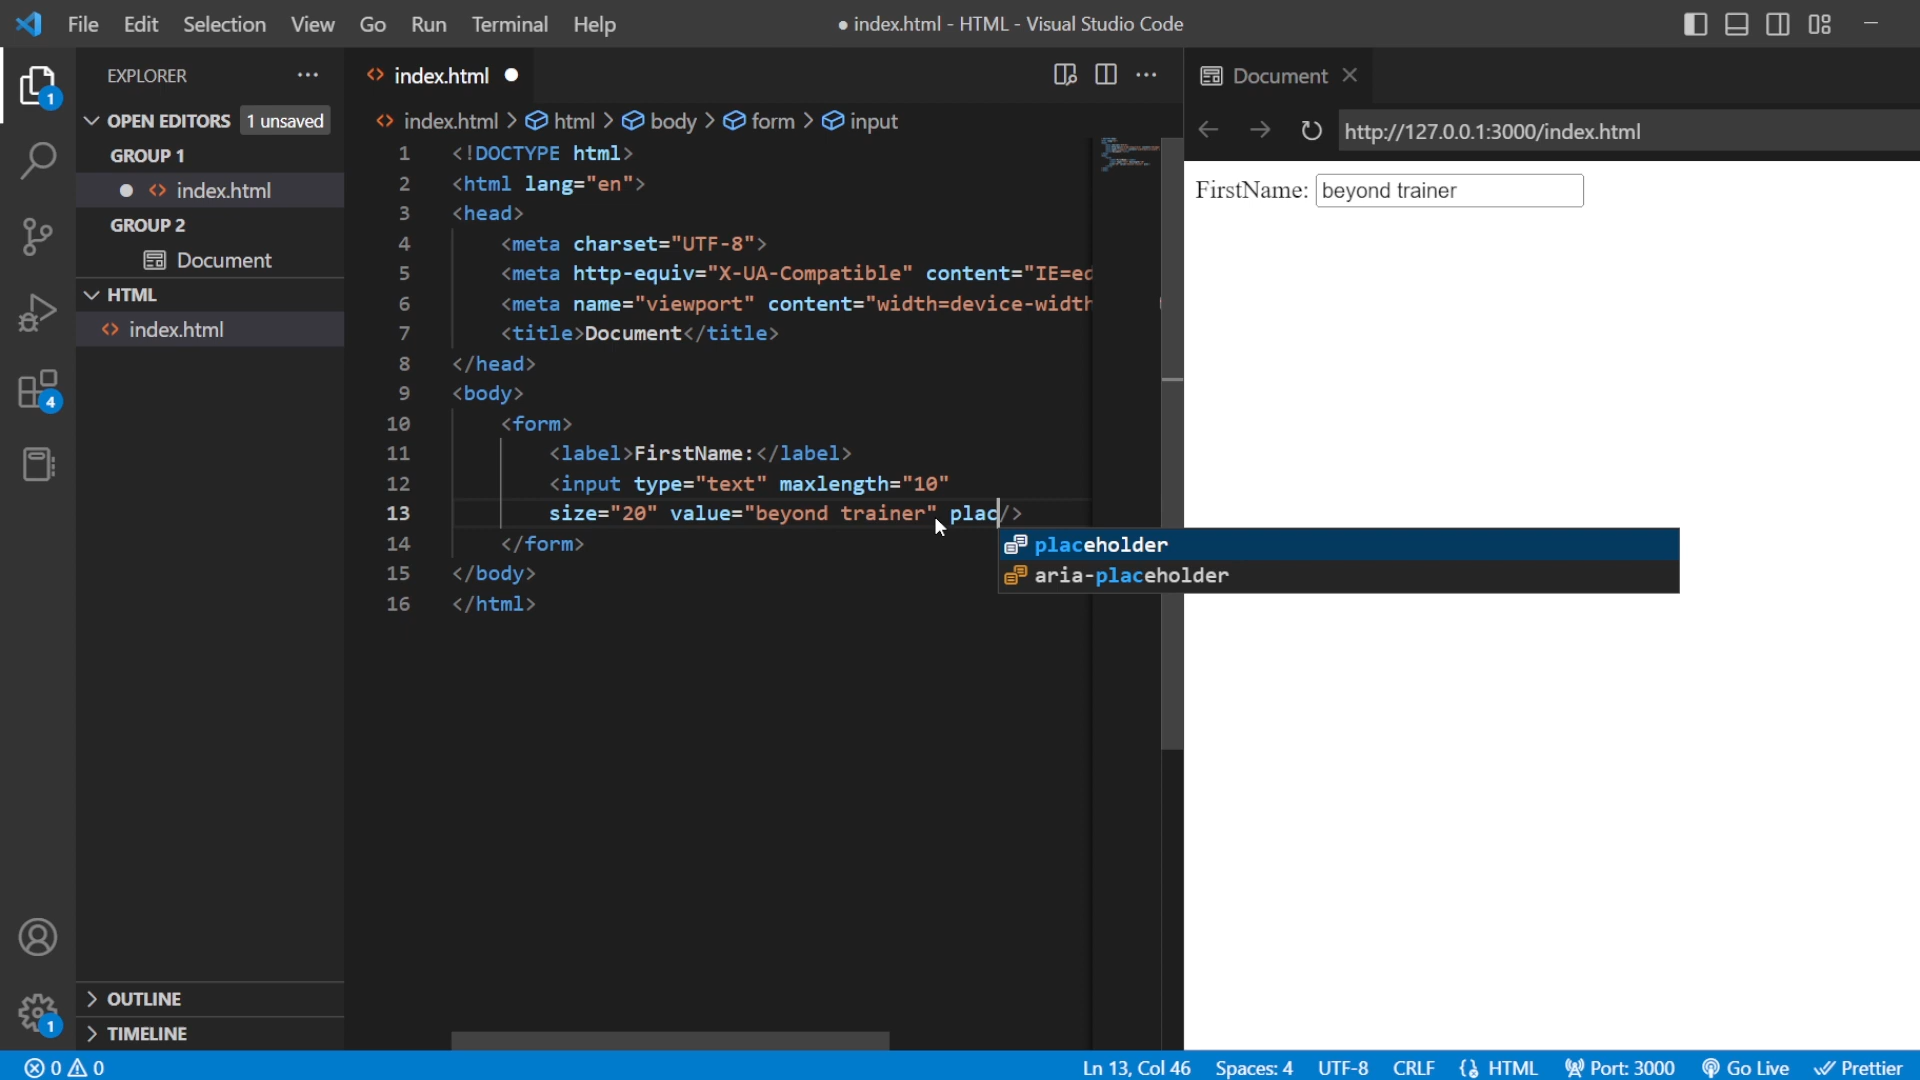 File Edit Selection View Go Run Terminal Help
● index.html - HTML - Visual Studio Code
EXPLORER ···
OPEN EDITORS 1 unsaved
GROUP 1
● <> index.html
GROUP 2
Document
HTML
<> index.html
OUTLINE
TIMELINE
1
4
1
<> index.html ●
<> index.html > html > body > form > input
1 <!DOCTYPE html>
2 <html lang="en">
3 <head>
4 <meta charset="UTF-8">
5 <meta http-equiv="X-UA-Compatible" content="IE=ed
6 <meta name="viewport" content="width=device-width
7 <title>Document</title>
8 </head>
9 <body>
10 <form>
11 <label>FirstName:</label>
12 <input type="text" maxlength="10"
13 size="20" value="beyond trainer" plac/>
14 </form>
15 </body>
16 </html>
placeholder
aria-placeholder
Document
http://127.0.0.1:3000/index.html
FirstName: beyond trainer
0 0 Ln 13, Col 46 Spaces: 4 UTF-8 CRLF HTML Port: 3000 Go Live Prettier